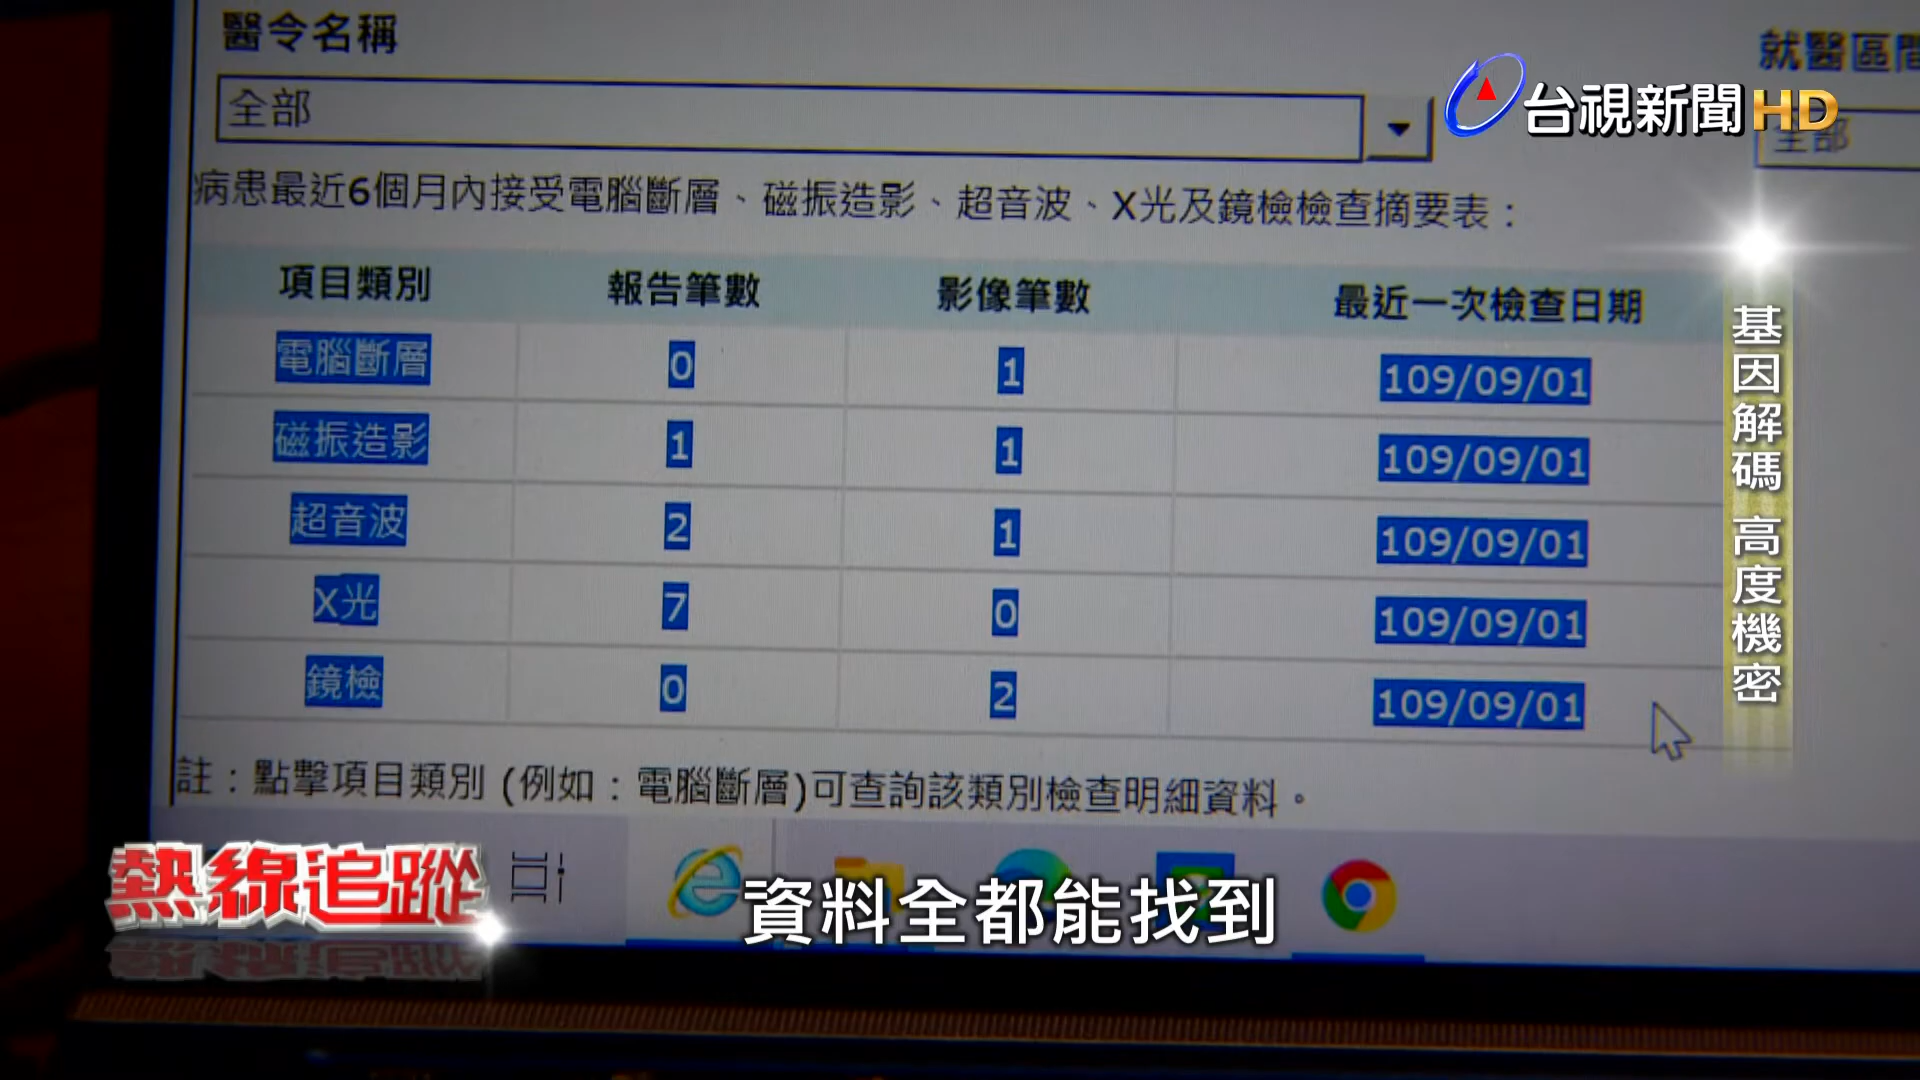 醫令名稱
就醫區間
全部
全部
台視新聞HD
病患最近6個月內接受電腦斷層、磁振造影、超音波、X光及鏡檢檢查摘要表：
項目類別 報告筆數 影像筆數 最近一次檢查日期
電腦斷層 0 1 109/09/01
磁振造影 1 1 109/09/01
超音波 2 1 109/09/01
X光 7 0 109/09/01
鏡檢 0 2 109/09/01
註：點擊項目類別 (例如：電腦斷層)可查詢該類別檢查明細資料。
基因解碼 高度機密
熱線追蹤
資料全都能找到